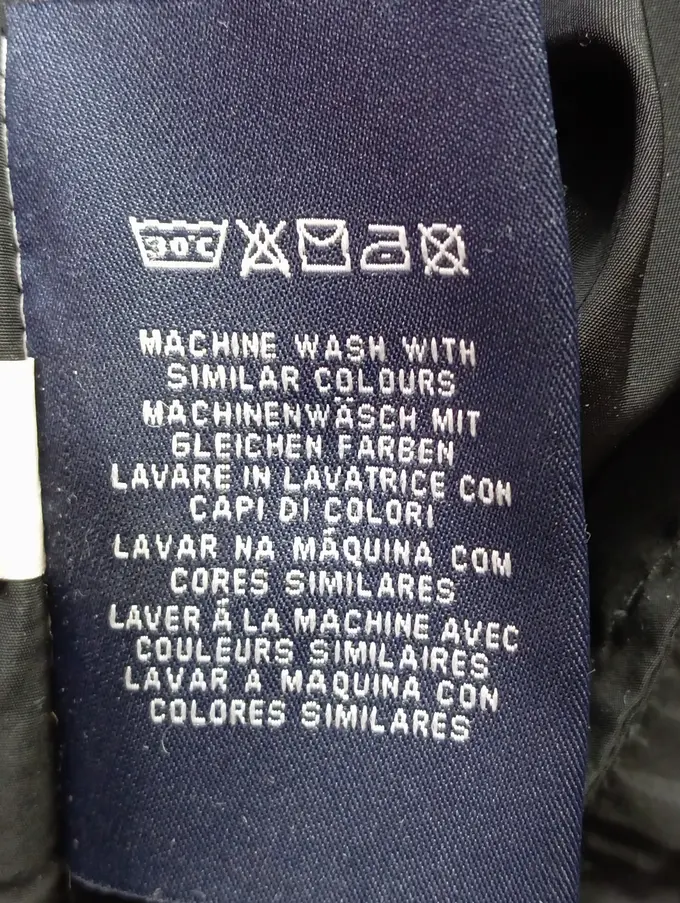 30°C
MACHINE WASH WITH
SIMILAR COLOURS
MACHINENWÄSCH MIT
GLEICHEN FARBEN
LAVARE IN LAVATRICE CON
CAPI DI COLORI
LAVAR NA MÁQUINA COM
CORES SIMILARES
LAVER Á LA MACHINE AVEC
COULEURS SIMILAIRES
LAVAR A MAQUINA CON
COLORES SIMILARES